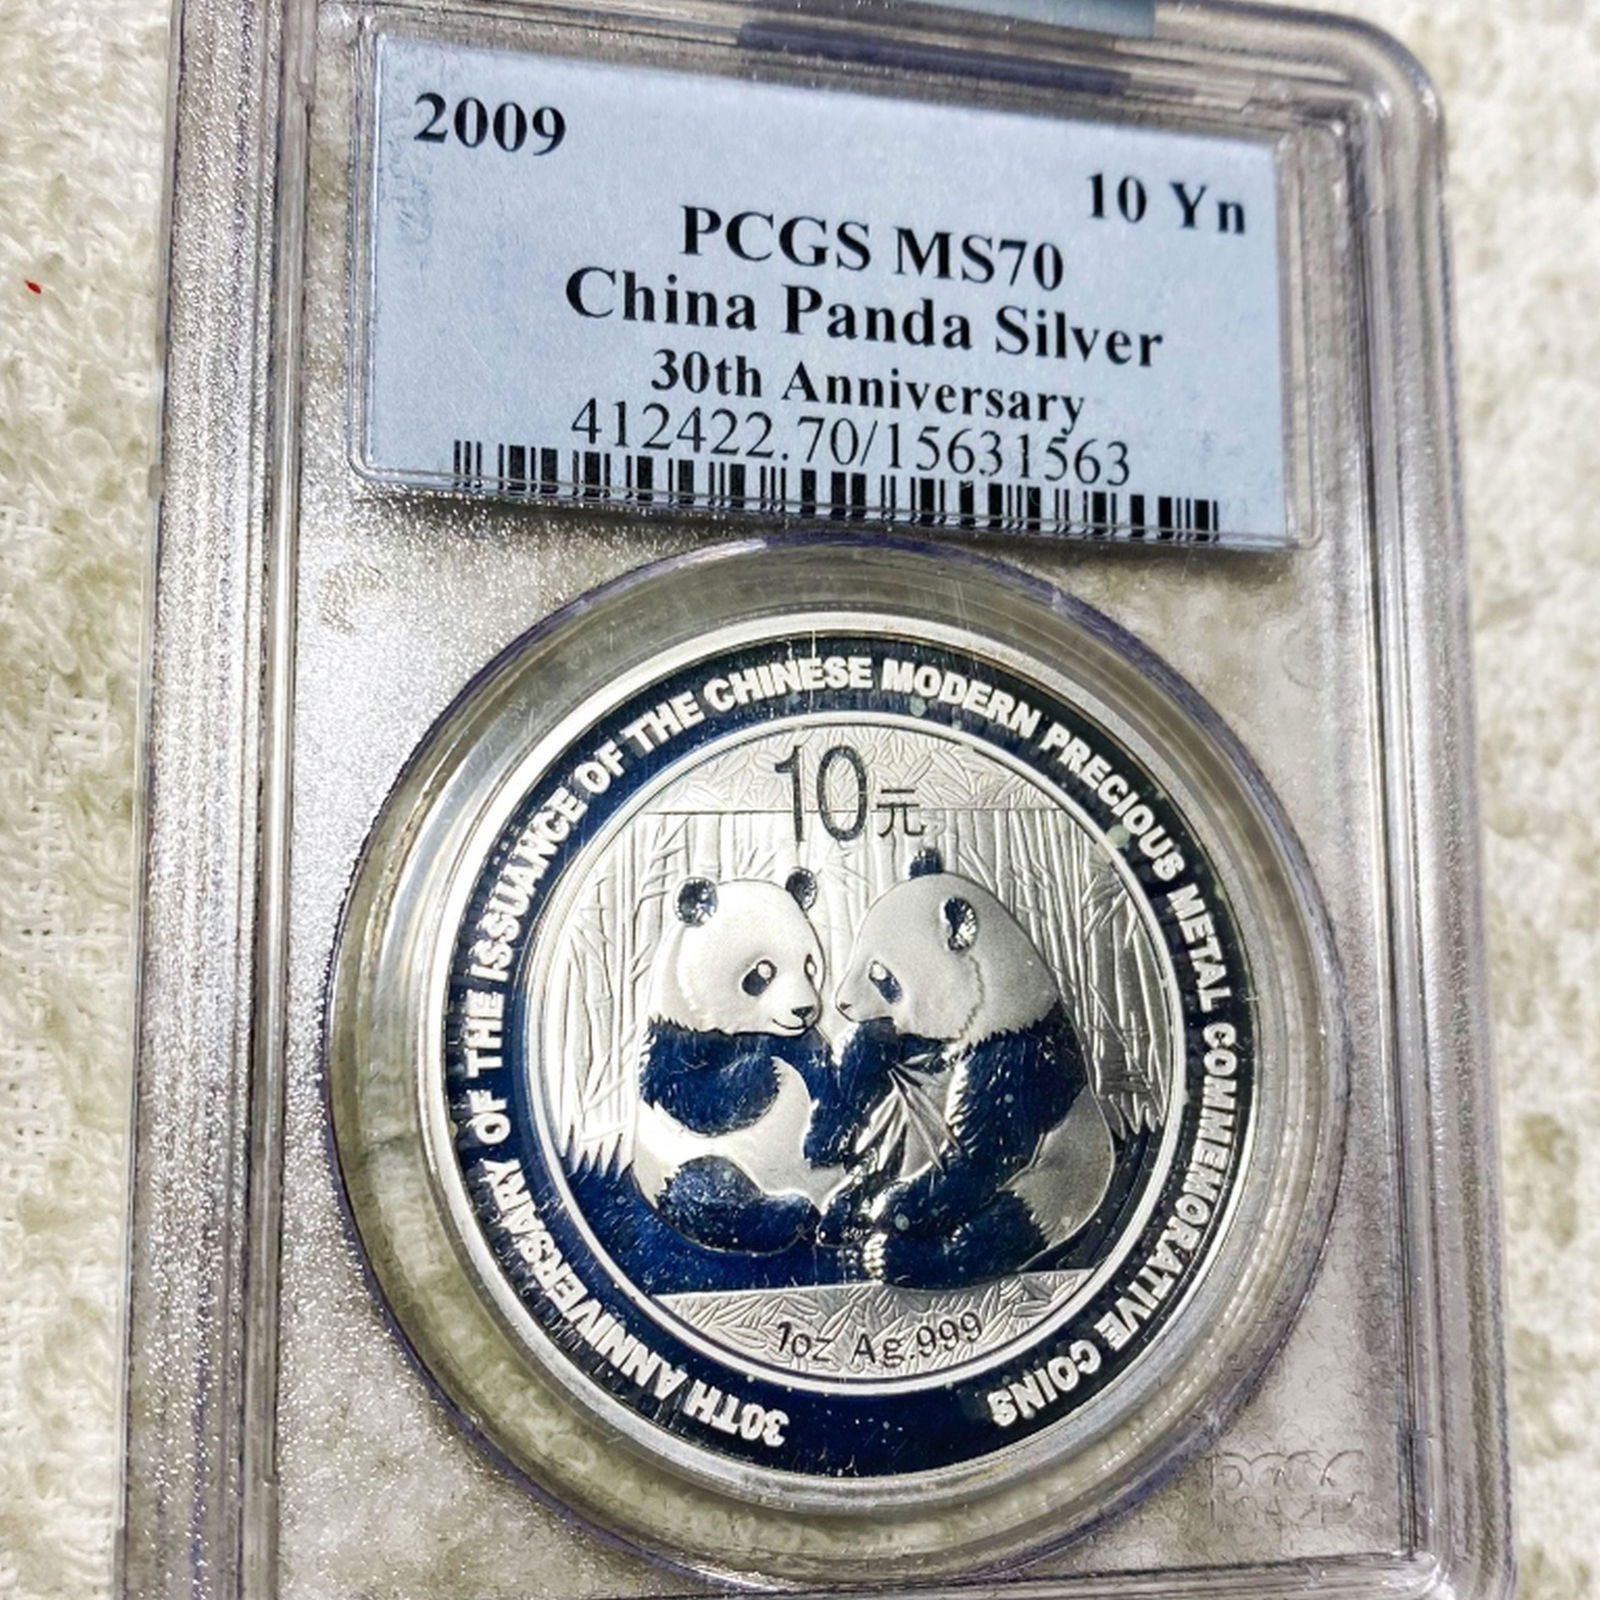 2009
10 Yn
PCGS MS70
China Panda Silver
30th Anniversary
412422.70/15631563
30TH ANNIVERSARY OF THE ISSUANCE OF THE CHINESE MODERN PRECIOUS METAL COMMEMORATIVE COINS
10元
1oz Ag.999
PCGS